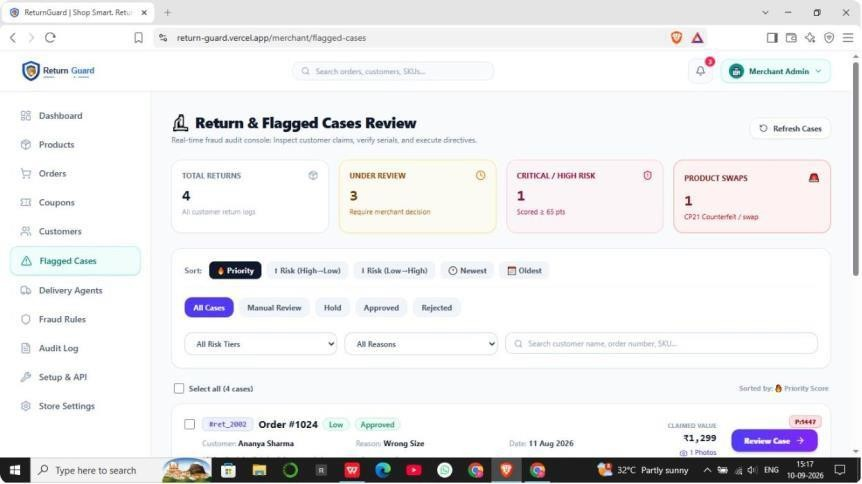 ReturnGuard | Shop Smart. Retur
return-guard.vercel.app/merchant/flagged-cases
Return Guard
Search orders, customers, SKUs...
3
Merchant Admin
Dashboard
Products
Orders
Coupons
Customers
Flagged Cases
Delivery Agents
Fraud Rules
Audit Log
Setup & API
Store Settings
Return & Flagged Cases Review
Real-time fraud audit console: Inspect customer claims, verify serials, and execute directives.
Refresh Cases
TOTAL RETURNS
4
All customer return logs
UNDER REVIEW
3
Require merchant decision
CRITICAL / HIGH RISK
1
Scored ≥ 65 pts
PRODUCT SWAPS
1
CP21 Counterfeit / swap
Sort: Priority ↑ Risk (High→Low) ↓ Risk (Low→High) Newest Oldest
All Cases Manual Review Hold Approved Rejected
All Risk Tiers All Reasons Search customer name, order number, SKU...
Select all (4 cases) Sorted by: Priority Score
#ret_2002 Order #1024 Low Approved
Customer: Ananya Sharma Reason: Wrong Size Date: 11 Aug 2026
CLAIMED VALUE
₹1,299
1 Photos
P:1447
Review Case →
Type here to search
32°C Partly sunny
ENG
15:17
10-09-2026